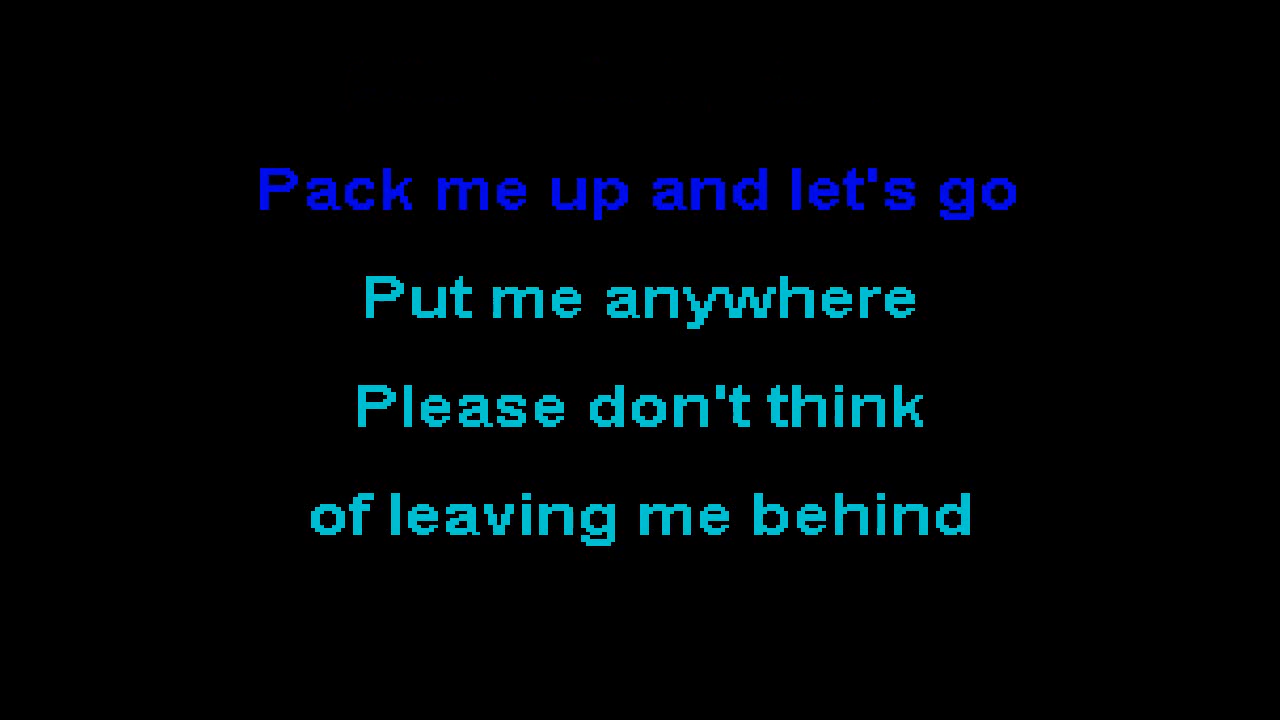 Pack me up and let's go
Put me anywhere
Please don't think
of leaving me behind